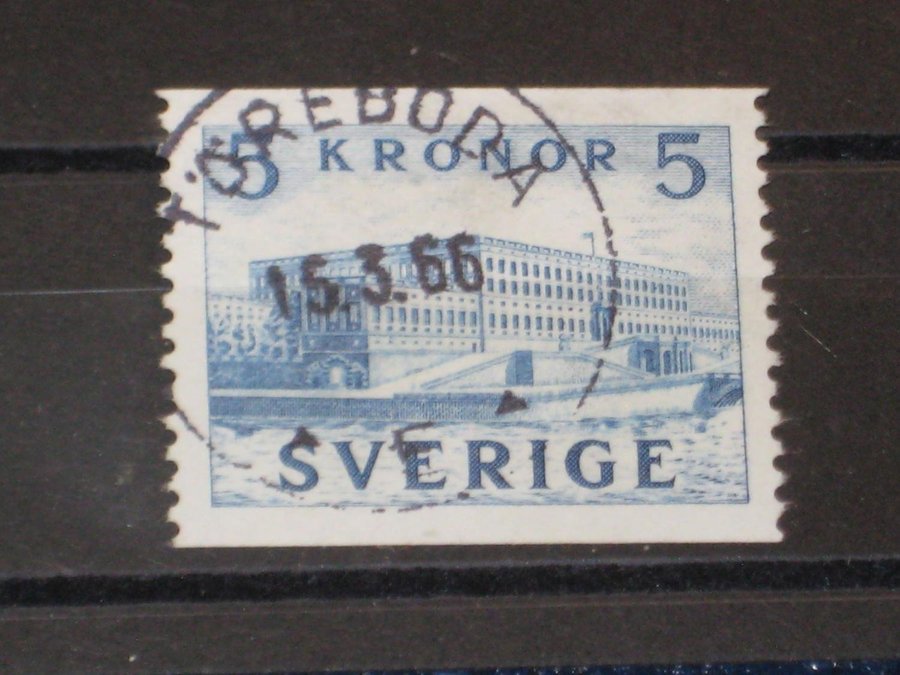 TÖREBODA
5 KRONOR 5
15.3.66
E
SVERIGE